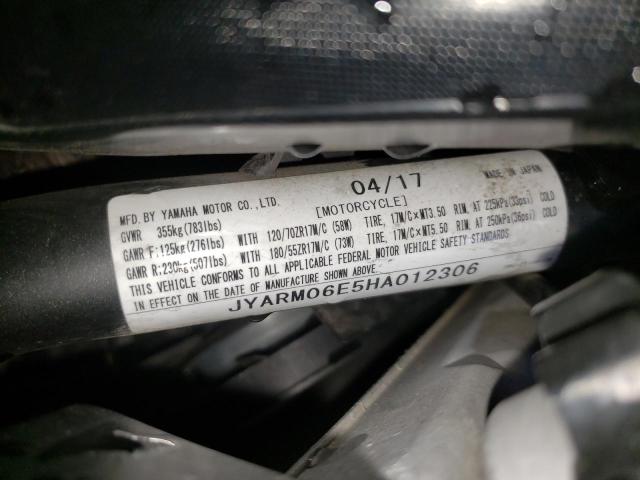 MFD. BY YAMAHA MOTOR CO.,LTD. 04/17 MADE IN JAPAN
GVWR 355kg(783lbs) [MOTORCYCLE]
GAWR F:125kg(276lbs) WITH 120/70ZR17M/C (58W) TIRE, 17M/C×MT3.50 RIM, AT 225kPa(33psi) COLD
GAWR R:230kg(507lbs) WITH 180/55ZR17M/C (73W) TIRE, 17M/C×MT5.50 RIM, AT 250kPa(36psi) COLD
THIS VEHICLE CONFORMS TO ALL APPLICABLE FEDERAL MOTOR VEHICLE SAFETY STANDARDS
IN EFFECT ON THE DATE OF MANUFACTURE SHOWN ABOVE.
JYARM06E5HA012306